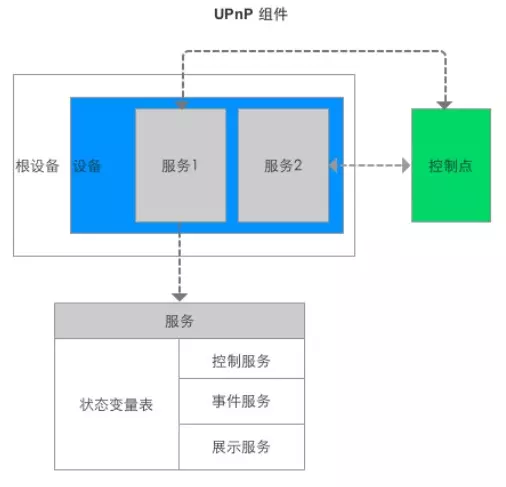 UPnP 组件
根设备
设备
服务1
服务2
控制点
服务
状态变量表
控制服务
事件服务
展示服务